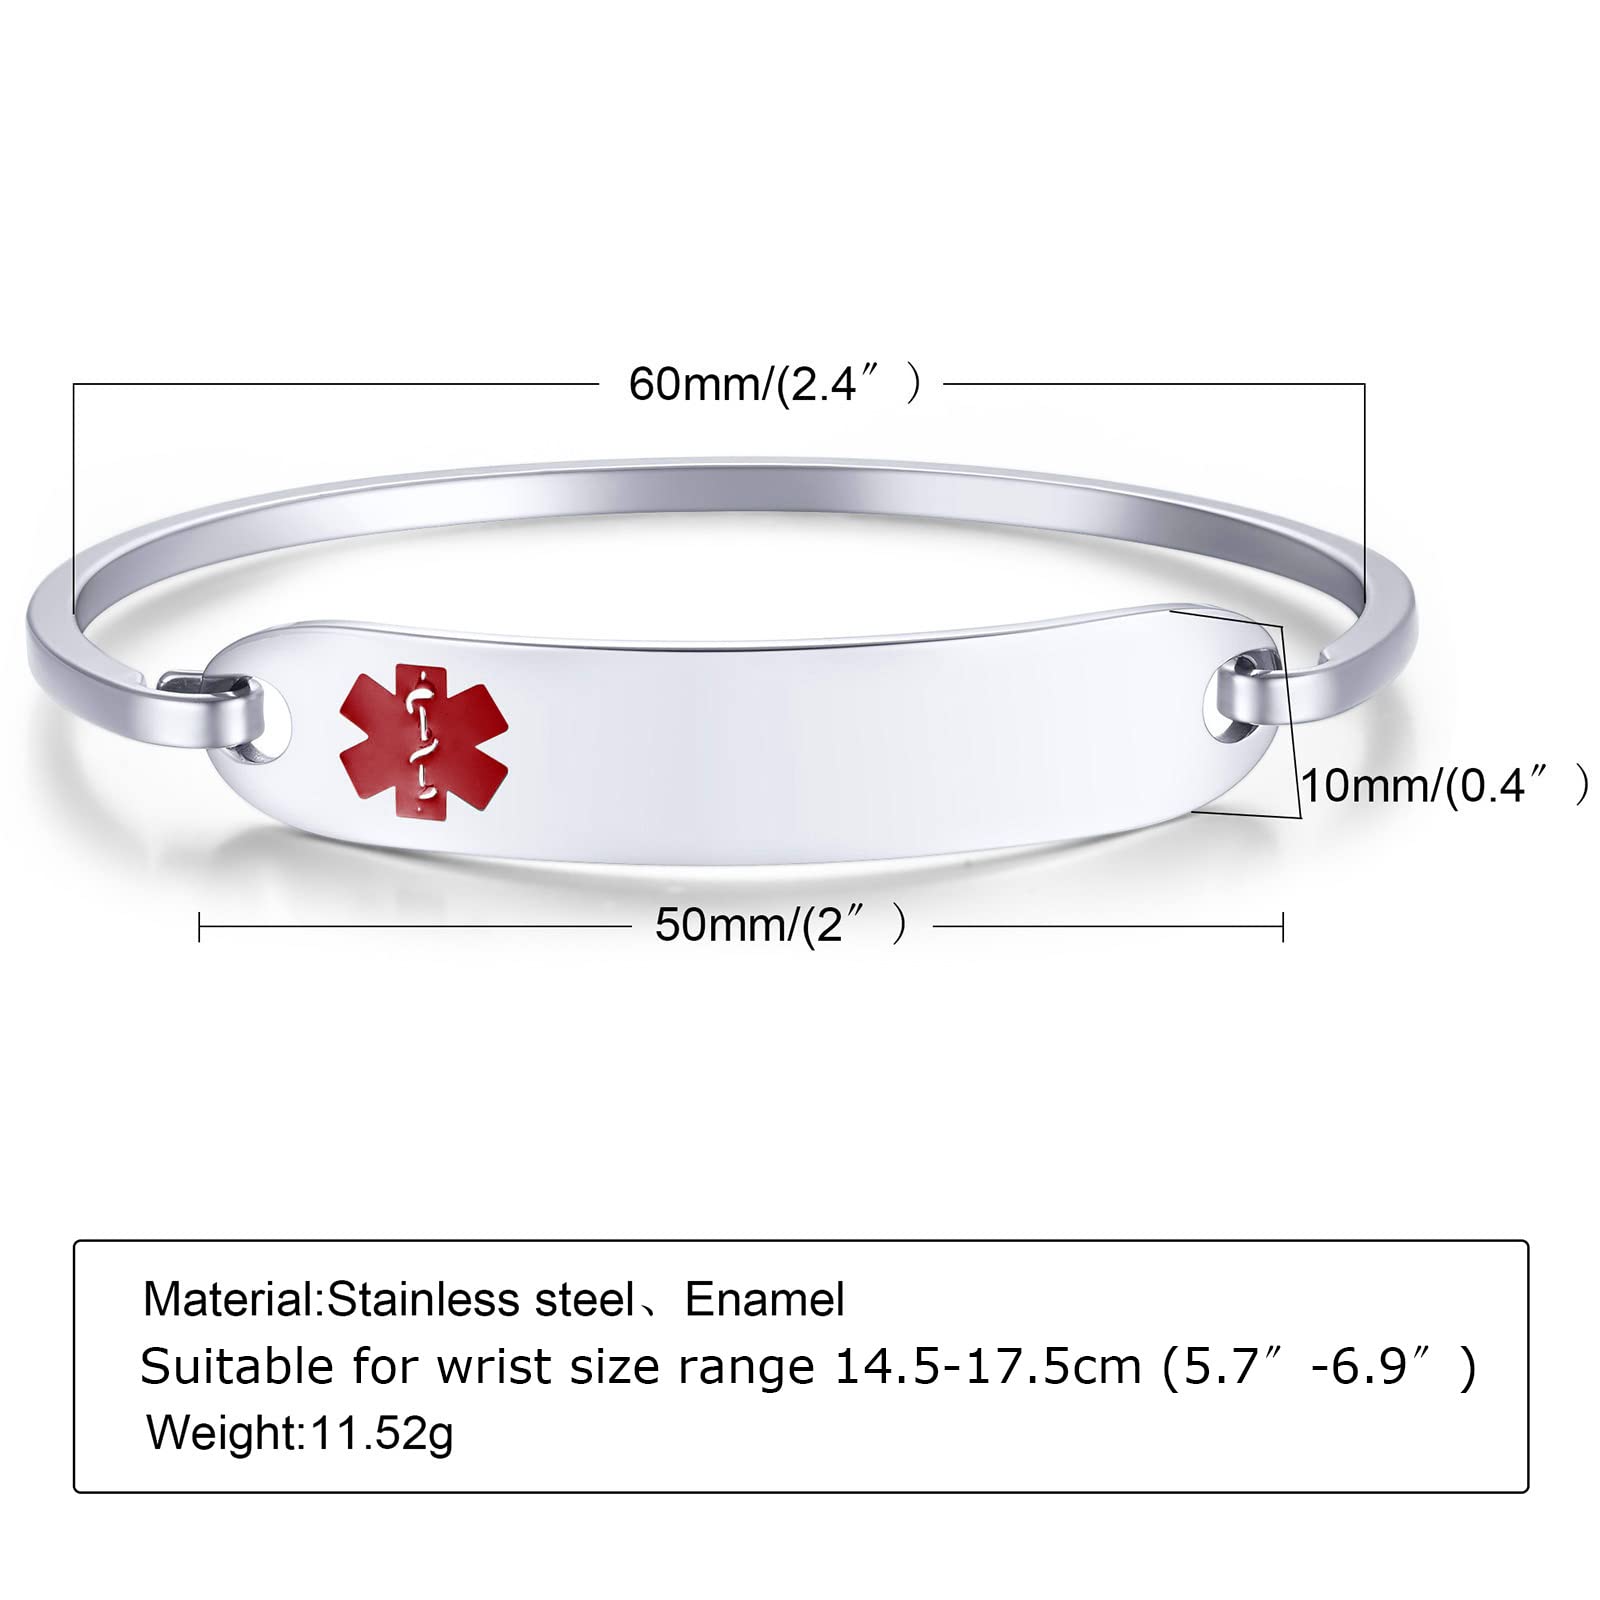 60mm/(2.4″）
10mm/(0.4″）
50mm/(2″）
Material:Stainless steel、Enamel
Suitable for wrist size range 14.5-17.5cm (5.7″-6.9″)
Weight:11.52g